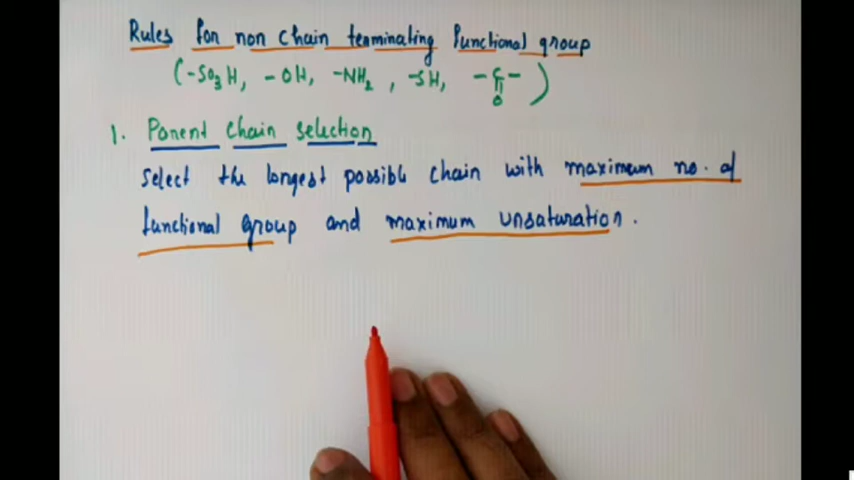 Rules for non chain terminating functional group
(-SO3H, -OH, -NH2, -SH, -C- )
O
1. Parent chain selection
Select the longest possible chain with maximum no. of
functional group and maximum unsaturation.